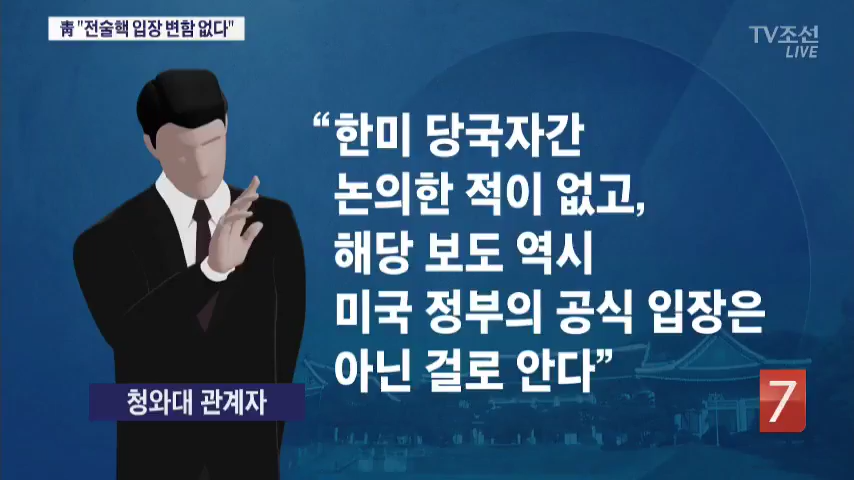 靑 "전술핵 입장 변함 없다"
TV조선
LIVE
“한미 당국자간
논의한 적이 없고,
해당 보도 역시
미국 정부의 공식 입장은
아닌 걸로 안다”
청와대 관계자
7